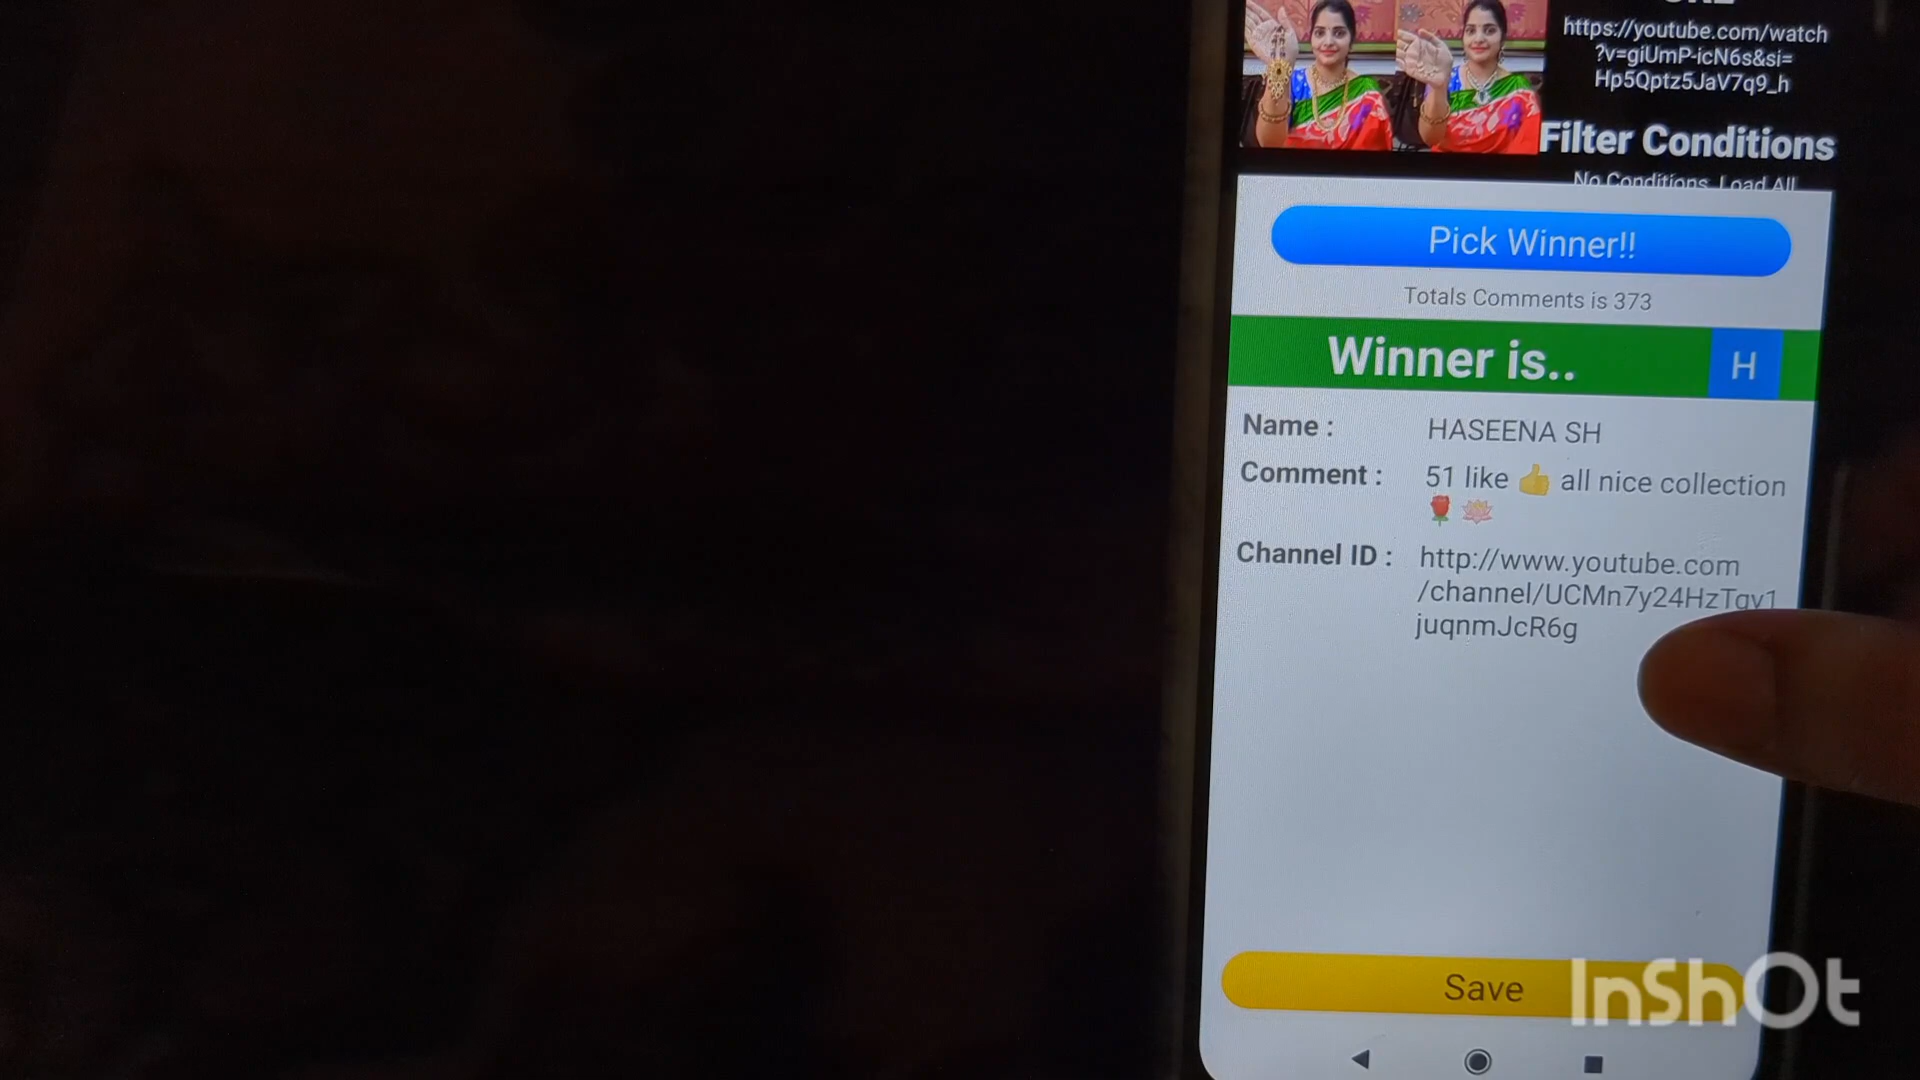 https://youtube.com/watch
?v=giUmP-icN6s&si=
Hp5Qptz5JaV7q9_h
Filter Conditions
No Conditions, Load All
Pick Winner!!
Totals Comments is 373
Winner is..
H
Name : HASEENA SH
Comment : 51 like 👍 all nice collection
🌹🪷
Channel ID : http://www.youtube.com
/channel/UCMn7y24HzTqv1
juqnmJcR6g
Save
InShOt